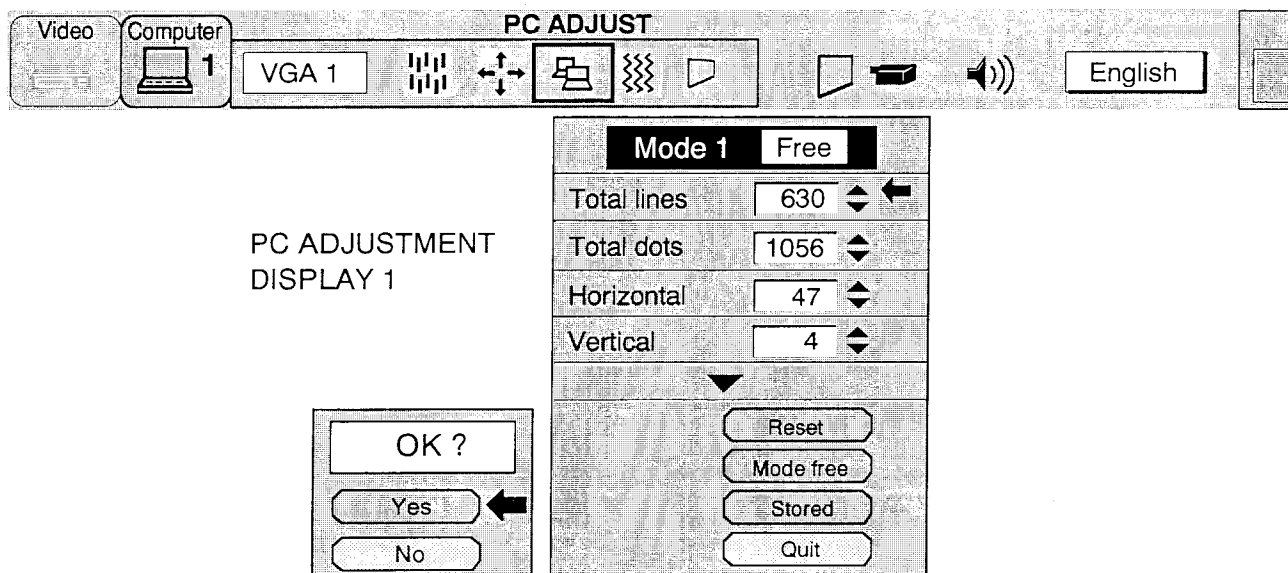 PC ADJUST
Video
Computer
1
VGA 1
English
Mode 1 Free
Total lines 630
Total dots 1056
Horizontal 47
Vertical 4
PC ADJUSTMENT
DISPLAY 1
Reset
Mode free
Stored
Quit
OK ?
Yes
No